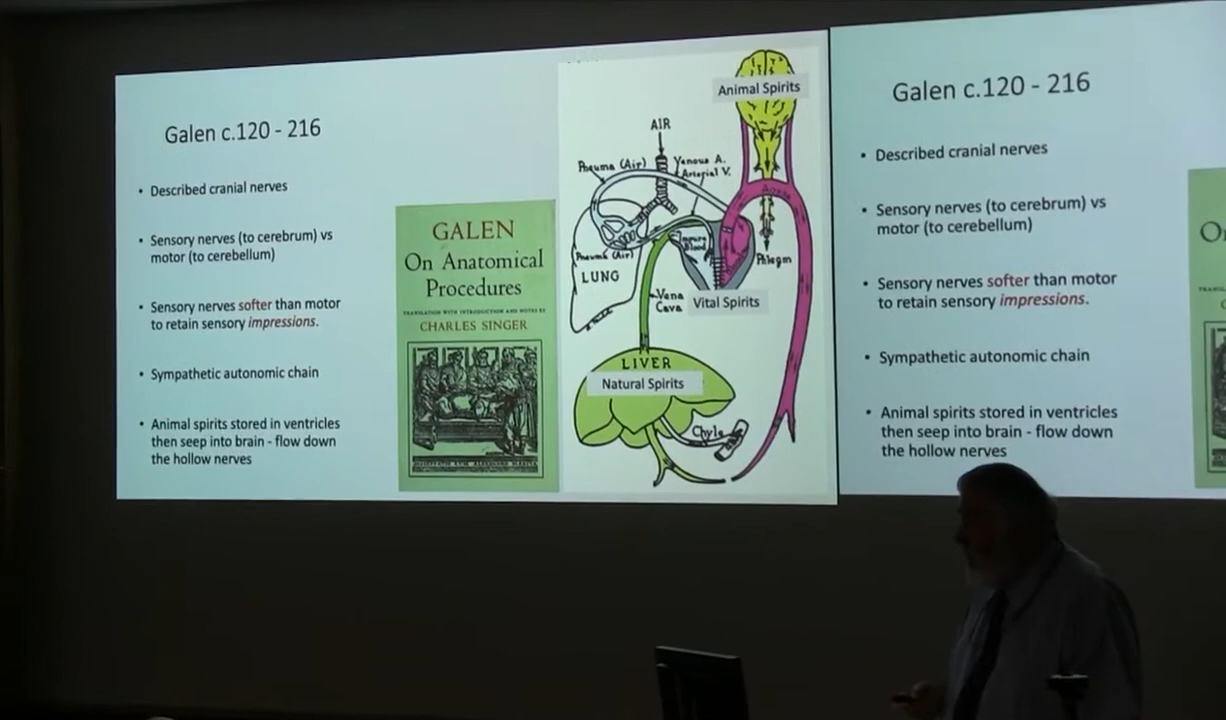 Galen c.120 - 216
• Described cranial nerves
• Sensory nerves (to cerebrum) vs
motor (to cerebellum)
• Sensory nerves softer than motor
to retain sensory impressions.
• Sympathetic autonomic chain
• Animal spirits stored in ventricles
then seep into brain - flow down
the hollow nerves
GALEN
On Anatomical
Procedures
TRANSLATION WITH INTRODUCTION AND NOTES BY
CHARLES SINGER
Animal Spirits
AIR
Pneuma (Air)
Venous A.
Arterial V.
Aorta
Impure
Blood
Pneuma (Air)
Phlegm
LUNG
Vena
Cava
Vital Spirits
LIVER
Natural Spirits
Chyle
Galen c.120 - 216
• Described cranial nerves
• Sensory nerves (to cerebrum) vs
motor (to cerebellum)
• Sensory nerves softer than motor
to retain sensory impressions.
• Sympathetic autonomic chain
• Animal spirits stored in ventricles
then seep into brain - flow down
the hollow nerves